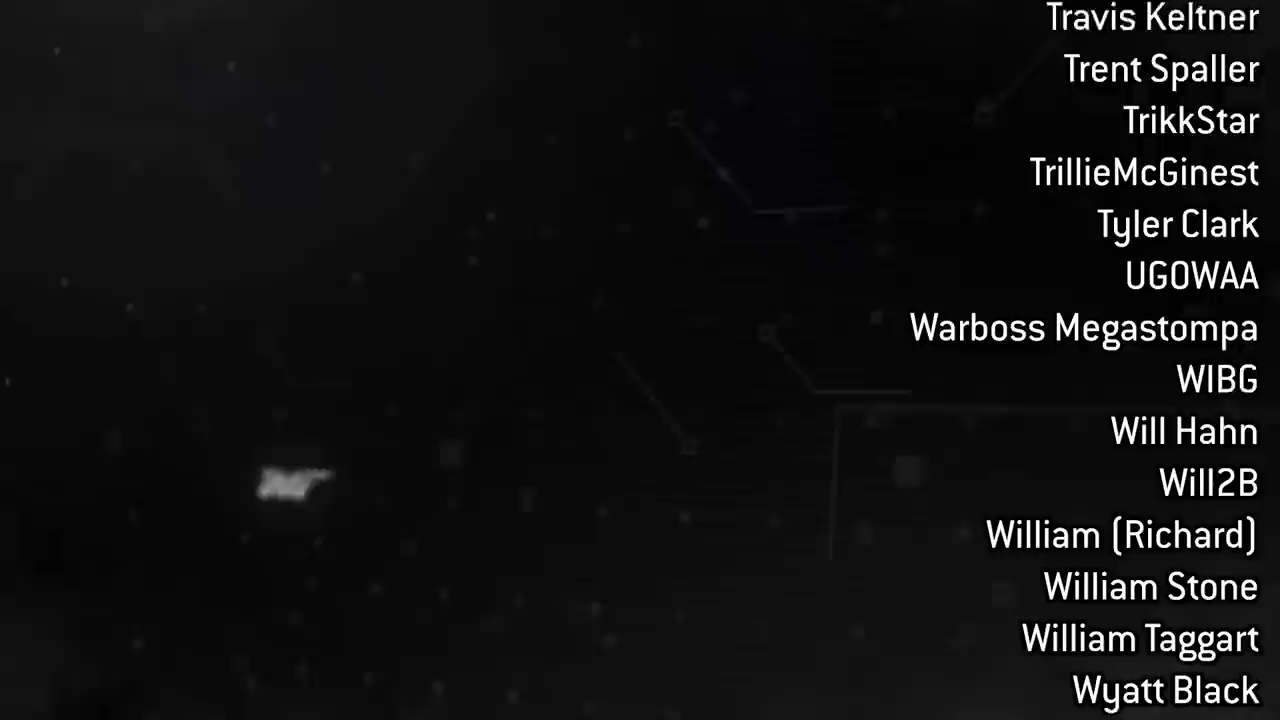 Travis Keltner
Trent Spaller
TrikkStar
TrillieMcGinest
Tyler Clark
UGOWAA
Warboss Megastompa
WIBG
Will Hahn
Will2B
William (Richard)
William Stone
William Taggart
Wyatt Black